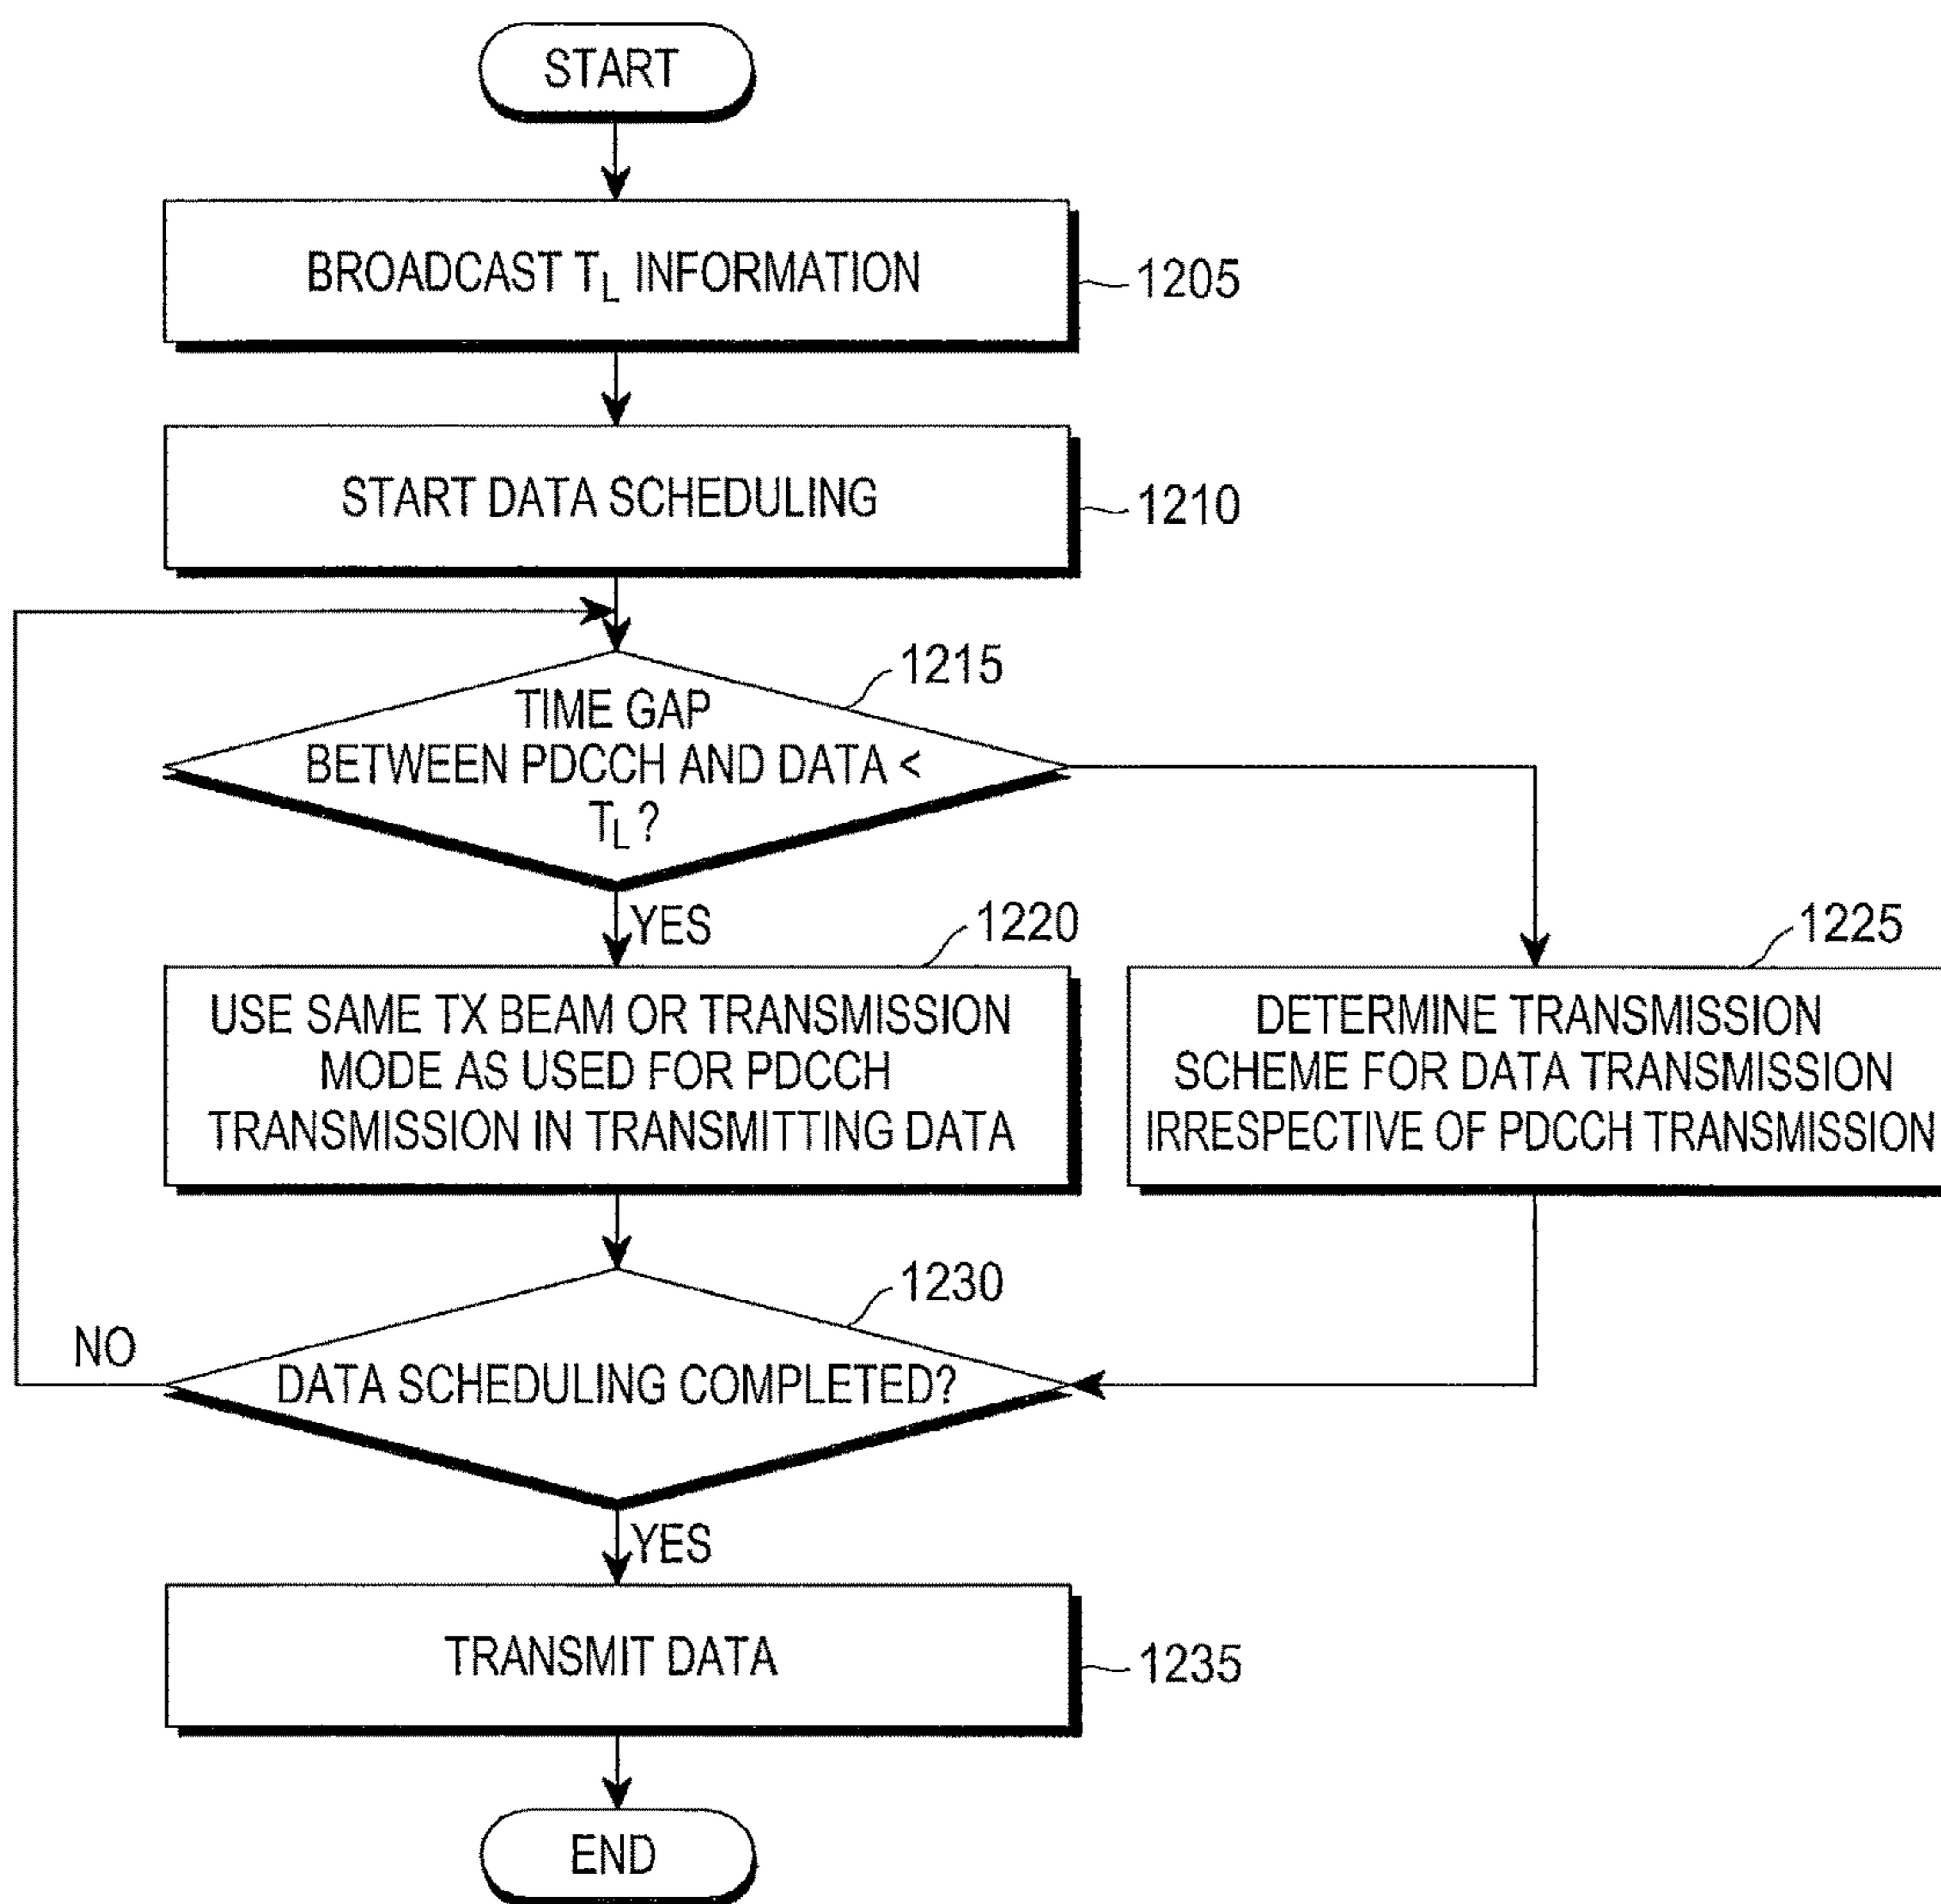 START
BROADCAST TL INFORMATION
1205
START DATA SCHEDULING
1210
1215
TIME GAP
BETWEEN PDCCH AND DATA <
TL ?
YES
1220
USE SAME TX BEAM OR TRANSMISSION
MODE AS USED FOR PDCCH
TRANSMISSION IN TRANSMITTING DATA
1225
DETERMINE TRANSMISSION
SCHEME FOR DATA TRANSMISSION
IRRESPECTIVE OF PDCCH TRANSMISSION
1230
NO
DATA SCHEDULING COMPLETED?
YES
TRANSMIT DATA
1235
END